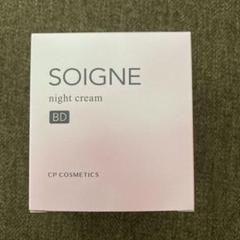 SOIGNE
night cream
BD
CP COSMETICS